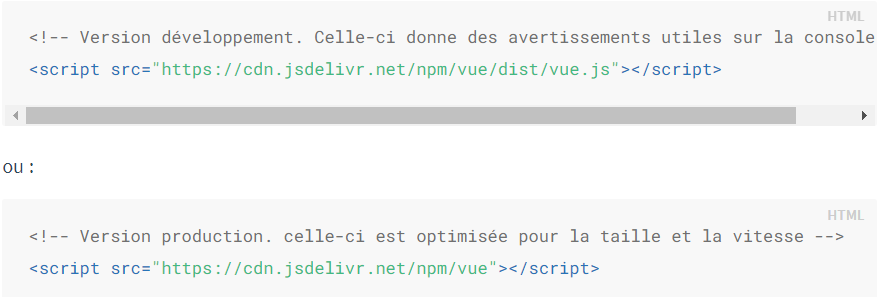 HTML
<!-- Version développement. Celle-ci donne des avertissements utiles sur la console
<script src="https://cdn.jsdelivr.net/npm/vue/dist/vue.js"></script>
ou :
HTML
<!-- Version production. celle-ci est optimisée pour la taille et la vitesse -->
<script src="https://cdn.jsdelivr.net/npm/vue"></script>